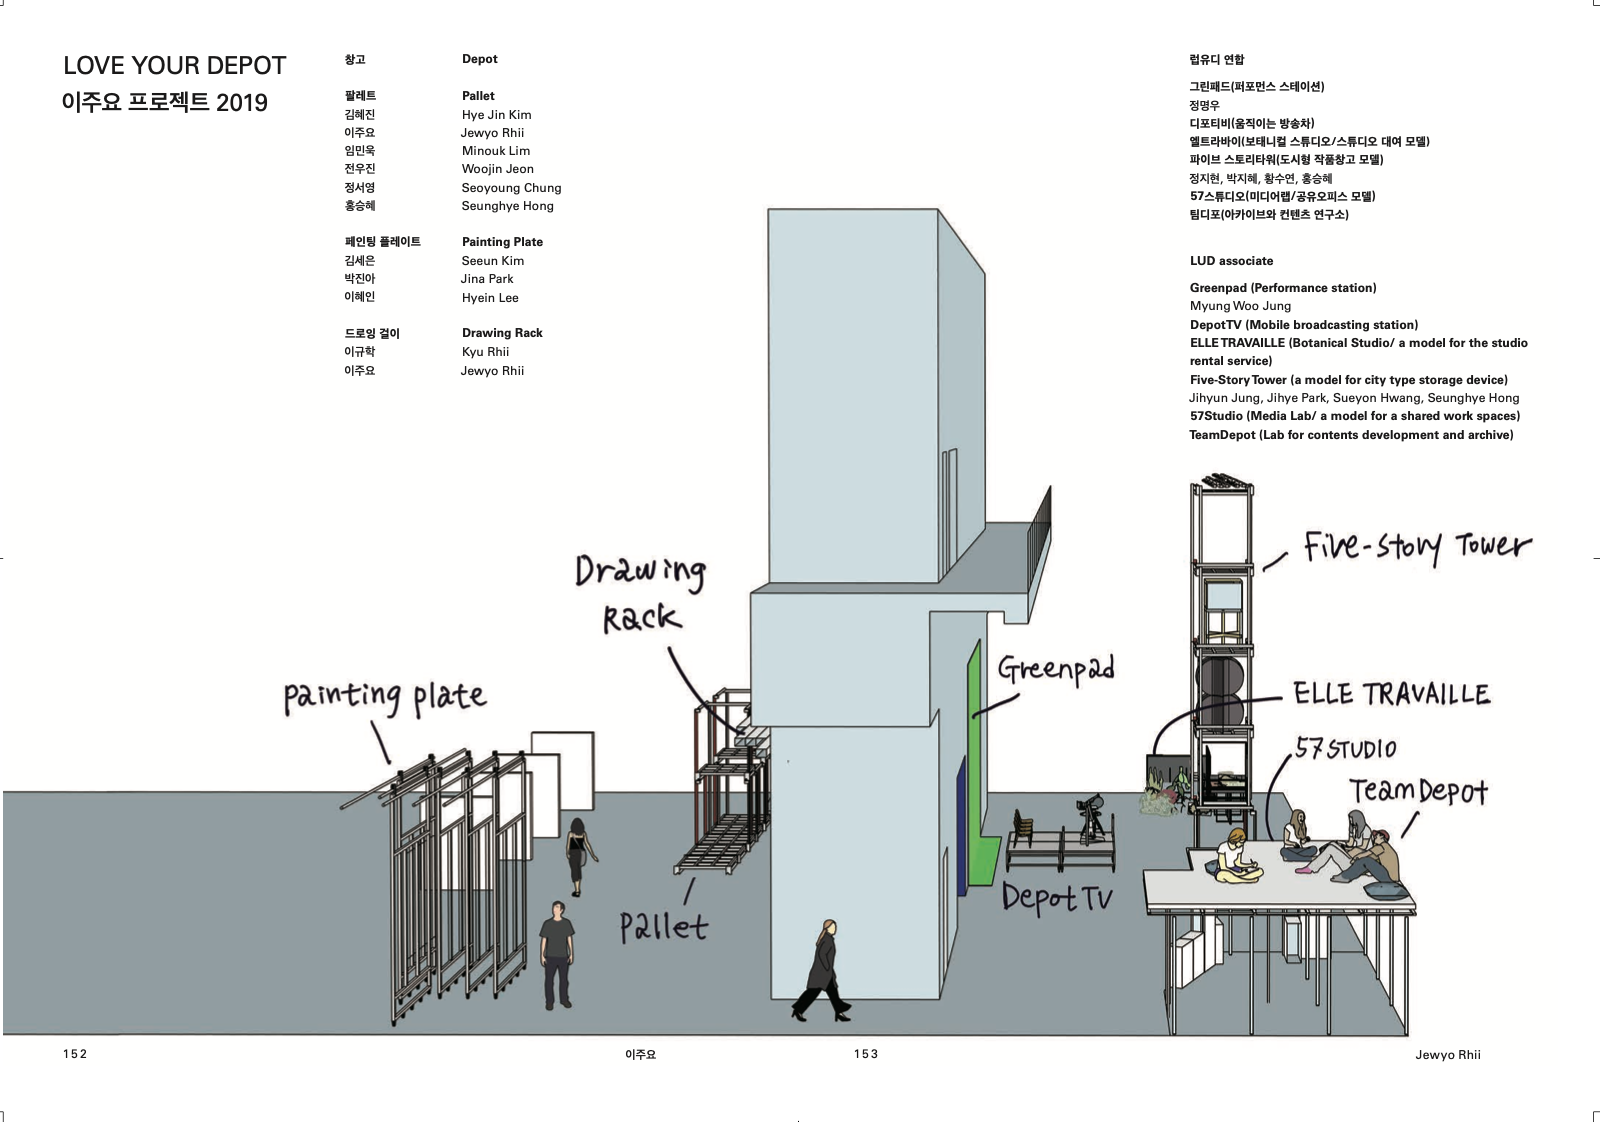 LOVE YOUR DEPOT
이주요 프로젝트 2019
창고 Depot
팔레트 Pallet
김혜진 Hye Jin Kim
이주요 Jewyo Rhii
임민욱 Minouk Lim
전우진 Woojin Jeon
정서영 Seoyoung Chung
홍승혜 Seunghye Hong
페인팅 플레이트 Painting Plate
김세은 Seeun Kim
박진아 Jina Park
이혜인 Hyein Lee
드로잉 걸이 Drawing Rack
이규학 Kyu Rhii
이주요 Jewyo Rhii
럽유디 연합
그린패드(퍼포먼스 스테이션)
정명우
디포티비(움직이는 방송차)
엘트라바이(보태니컬 스튜디오/스튜디오 대여 모델)
파이브 스토리타워(도시형 작품창고 모델)
정지현, 박지혜, 황수연, 홍승혜
57스튜디오(미디어랩/공유오피스 모델)
팀디포(아카이브와 컨텐츠 연구소)
LUD associate
Greenpad (Performance station)
Myung Woo Jung
DepotTV (Mobile broadcasting station)
ELLE TRAVAILLE (Botanical Studio/ a model for the studio
rental service)
Five-Story Tower (a model for city type storage device)
Jihyun Jung, Jihye Park, Sueyon Hwang, Seunghye Hong
57Studio (Media Lab/ a model for a shared work spaces)
TeamDepot (Lab for contents development and archive)
Five-Story Tower
Drawing
Rack
Greenpad
painting plate
ELLE TRAVAILLE
57 STUDIO
TeamDepot
Depot TV
pallet
152
이주요
153
Jewyo Rhii